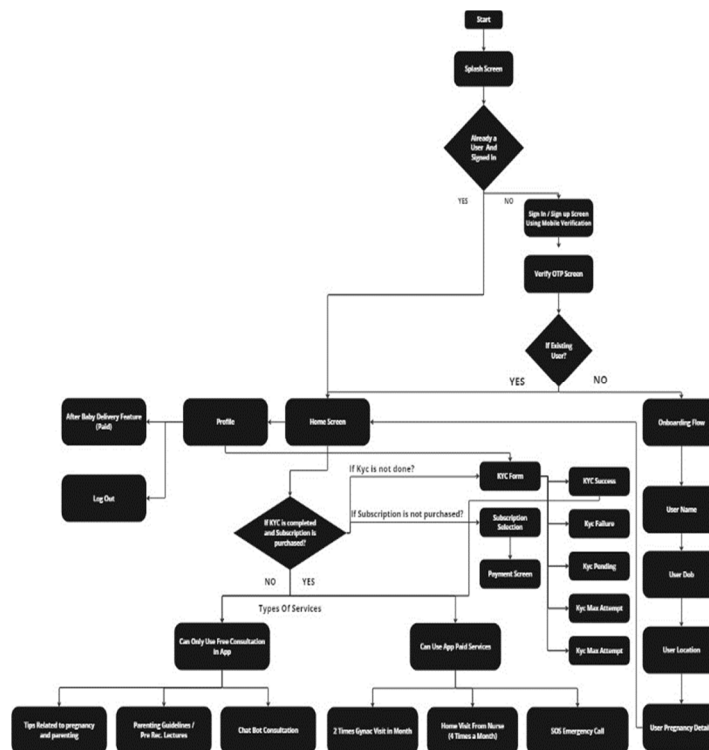 Start
Splash Screen
Already a
User And
Signed In
YES
NO
Sign In / Sign up Screen
Using Mobile Verification
Verify OTP Screen
If Existing
User?
YES
NO
After Baby Delivery Feature
(Paid)
Profile
Home Screen
Onboarding Flow
Log Out
If Kyc is not done?
KYC Form
KYC Success
If KYC is completed
and Subscription is
purchased?
If Subscription is not purchased?
Subscription
Selection
Kyc Failure
User Name
Payment Screen
Kyc Pending
User Dob
NO
YES
Types Of Services
Kyc Max Attempt
Can Only Use Free Consultation
in App
Can Use App Paid Services
Kyc Max Attempt
User Location
Tips Related to pregnancy
and parenting
Parenting Guidelines /
Pre Rec. Lectures
Chat Bot Consultation
2 Times Gynac Visit in Month
Home Visit From Nurse
(4 Times a Month)
SOS Emergency Call
User Pregnancy Detail